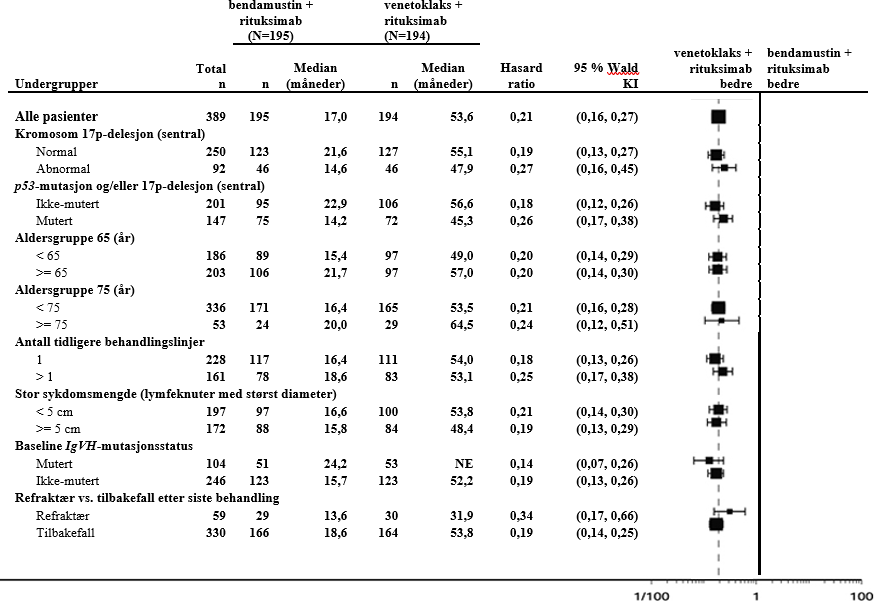 bendamustin + rituksimab (N=195) venetoklaks + rituksimab (N=194)
Undergrupper Total n n Median (måneder) n Median (måneder) Hasard ratio 95 % Wald KI venetoklaks + rituksimab bedre bendamustin + rituksimab bedre
Alle pasienter 389 195 17,0 194 53,6 0,21 (0,16, 0,27)
Kromosom 17p-delesjon (sentral)
Normal 250 123 21,6 127 55,1 0,19 (0,13, 0,27)
Abnormal 92 46 14,6 46 47,9 0,27 (0,16, 0,45)
p53-mutasjon og/eller 17p-delesjon (sentral)
Ikke-mutert 201 95 22,9 106 56,6 0,18 (0,12, 0,26)
Mutert 147 75 14,2 72 45,3 0,26 (0,17, 0,38)
Aldersgruppe 65 (år)
< 65 186 89 15,4 97 49,0 0,20 (0,14, 0,29)
>= 65 203 106 21,7 97 57,0 0,20 (0,14, 0,30)
Aldersgruppe 75 (år)
< 75 336 171 16,4 165 53,5 0,21 (0,16, 0,28)
>= 75 53 24 20,0 29 64,5 0,24 (0,12, 0,51)
Antall tidligere behandlingslinjer
1 228 117 16,4 111 54,0 0,18 (0,13, 0,26)
> 1 161 78 18,6 83 53,1 0,25 (0,17, 0,38)
Stor sykdomsmengde (lymfeknuter med størst diameter)
< 5 cm 197 97 16,6 100 53,8 0,21 (0,14, 0,30)
>= 5 cm 172 88 15,8 84 48,4 0,19 (0,13, 0,29)
Baseline IgVH-mutasjonsstatus
Mutert 104 51 24,2 53 NE 0,14 (0,07, 0,26)
Ikke-mutert 246 123 15,7 123 52,2 0,19 (0,13, 0,26)
Refraktær vs. tilbakefall etter siste behandling
Refraktær 59 29 13,6 30 31,9 0,34 (0,17, 0,66)
Tilbakefall 330 166 18,6 164 53,8 0,19 (0,14, 0,25)
1/100 1 100